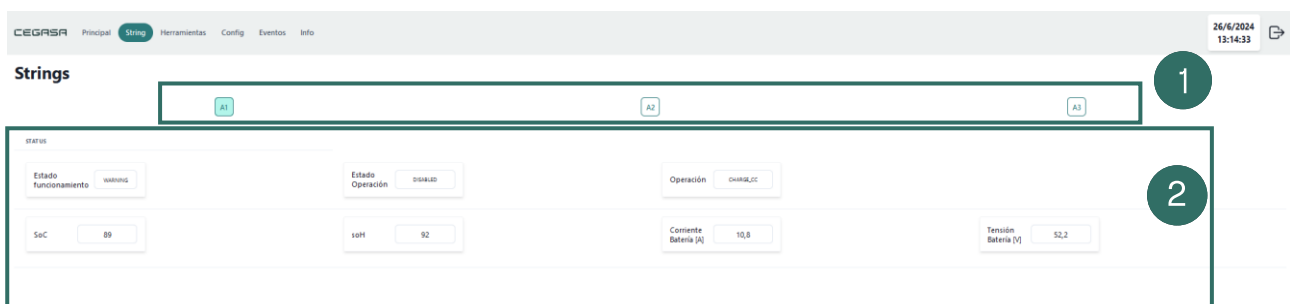 CEGASA Principal String Herramientas Config Eventos Info 26/6/2024
13:14:33
Strings
1
A1 A2 A3
STATUS
Estado
funcionamiento WARNING
Estado
Operación DISABLED
Operación CHARGE_CC
2
SoC 89
soH 92
Corriente
Batería [A] 10,8
Tensión
Batería [V] 52,2